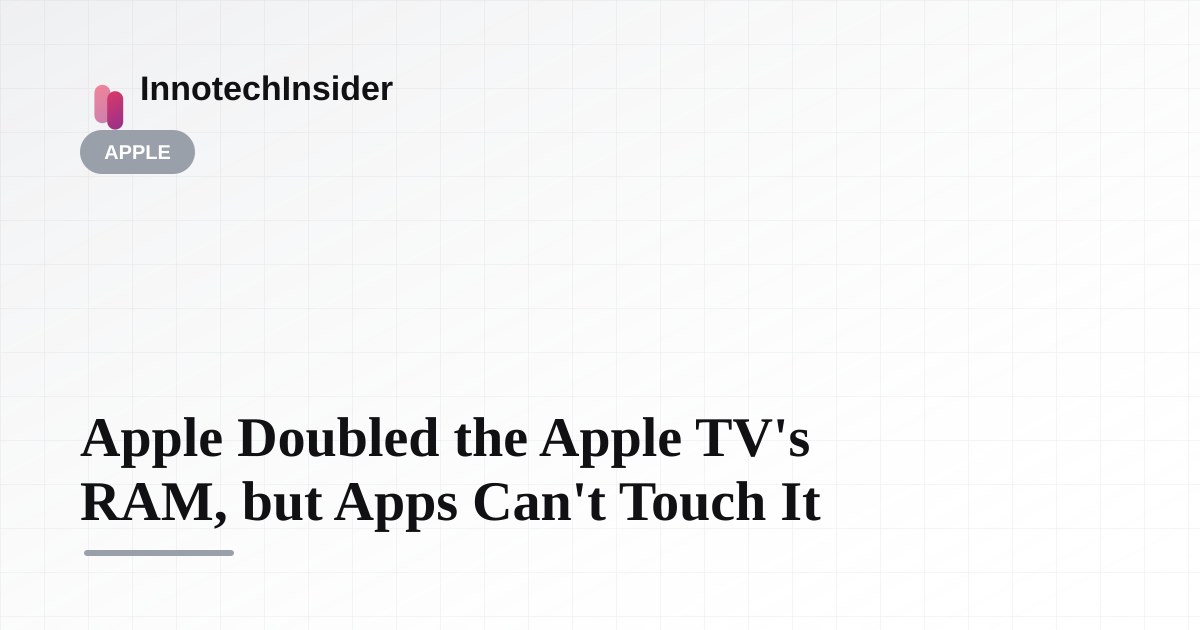 InnotechInsider
APPLE
Apple Doubled the Apple TV's
RAM, but Apps Can't Touch It